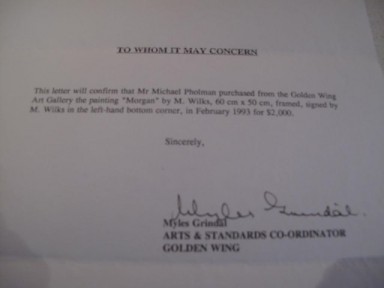 TO WHOM IT MAY CONCERN
This letter will confirm that Mr Michael Pholman purchased from the Golden Wing
Art Gallery the painting "Morgan" by M. Wilks, 60 cm x 50 cm, framed, signed by
M. Wilks in the left-hand bottom corner, in February 1993 for $2,000.
Sincerely,
Myles Grindal.
Myles Grindal
ARTS & STANDARDS CO-ORDINATOR
GOLDEN WING